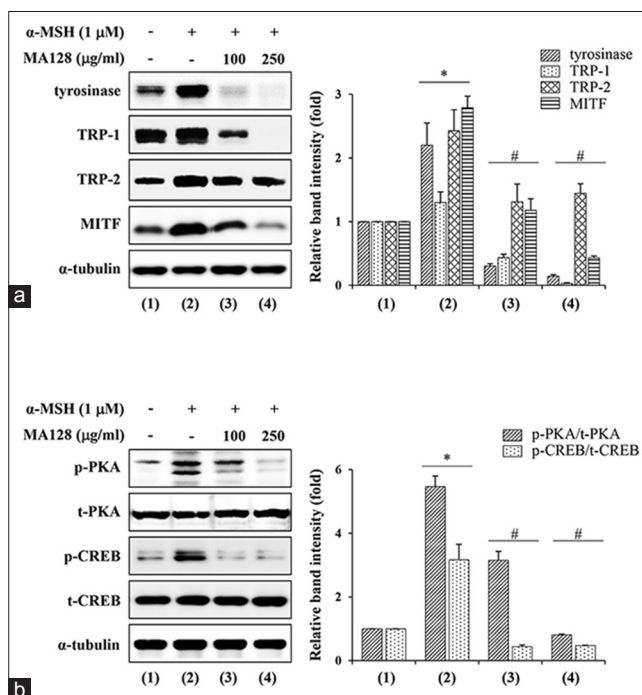 α-MSH (1 μM) - + + +
MA128 (μg/ml) - - 100 250
tyrosinase
TRP-1
TRP-2
MITF
α-tubulin
(1) (2) (3) (4)
a
tyrosinase
TRP-1
TRP-2
MITF
Relative band intensity (fold)
3
2
1
0
*
#
#
(1) (2) (3) (4)
α-MSH (1 μM) - + + +
MA128 (μg/ml) - - 100 250
p-PKA
t-PKA
p-CREB
t-CREB
α-tubulin
(1) (2) (3) (4)
b
p-PKA/t-PKA
p-CREB/t-CREB
Relative band intensity (fold)
6
4
2
0
*
#
#
(1) (2) (3) (4)